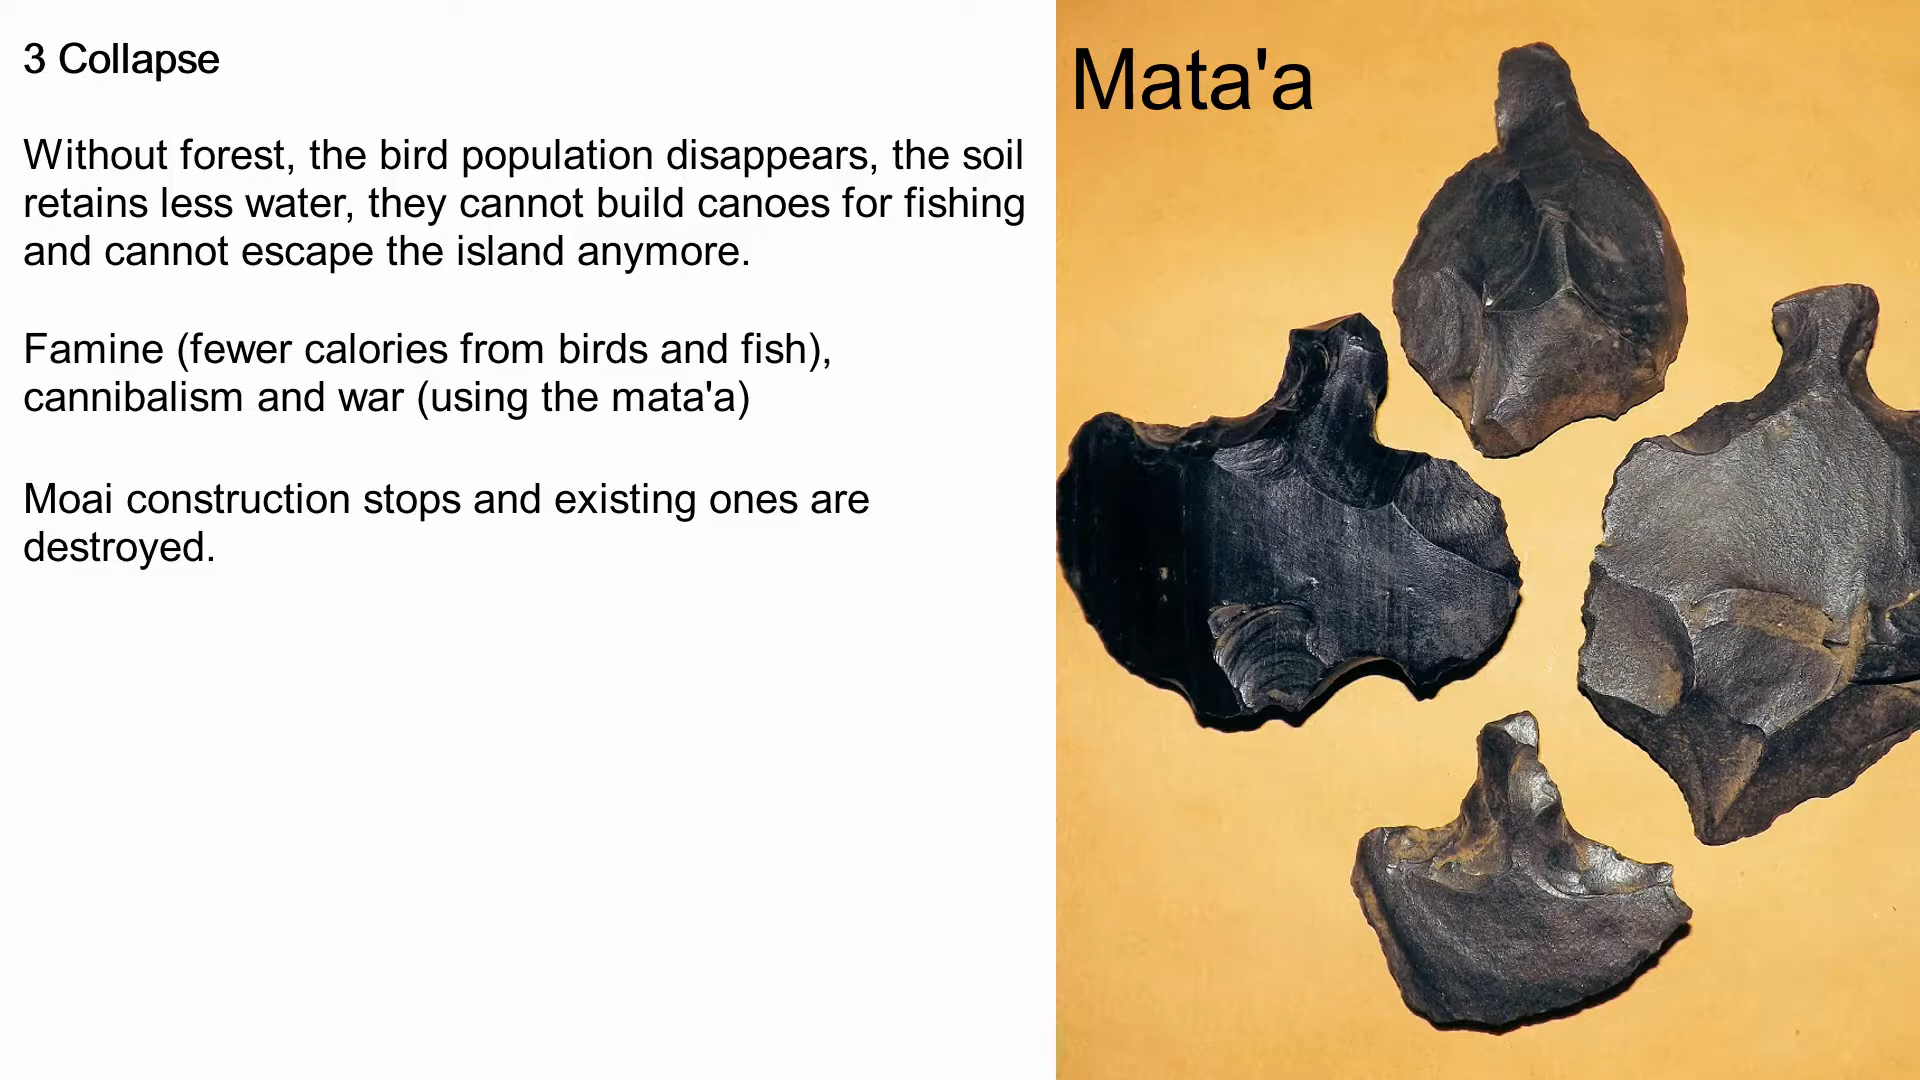 3 Collapse
Without forest, the bird population disappears, the soil
retains less water, they cannot build canoes for fishing
and cannot escape the island anymore.
Famine (fewer calories from birds and fish),
cannibalism and war (using the mata'a)
Moai construction stops and existing ones are
destroyed.
Mata'a